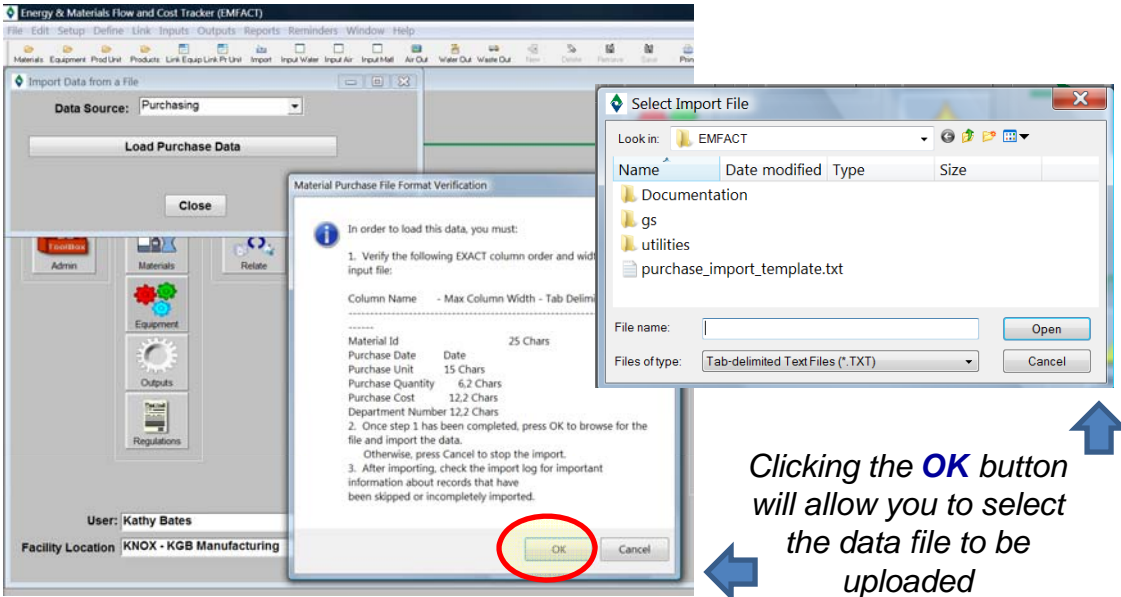 Energy & Materials Flow and Cost Tracker (EMFACT)
File Edit Setup Define Link Inputs Outputs Reports Reminders Window Help
Materials Equipment Prod Unit Products Link Equip Link Pr Unit Import Input Water Input Air Input Matl Air Out Water Out Waste Out New Delete Retrieve Save
Import Data from a File
Data Source: Purchasing
Load Purchase Data
Close
ToolBox
Admin
Materials
Relate
Equipment
Outputs
Regulations
User: Kathy Bates
Facility Location KNOX - KGB Manufacturing
Material Purchase File Format Verification
In order to load this data, you must:
1. Verify the following EXACT column order and
input file:
Column Name - Max Column Width - Tab
------------------------------------------------------------
------
Material Id 25 Chars
Purchase Date Date
Purchase Unit 15 Chars
Purchase Quantity 6,2 Chars
Purchase Cost 12,2 Chars
Department Number 12,2 Chars
2. Once step 1 has been completed, press OK to browse for the
file and import the data.
Otherwise, press Cancel to stop the import.
3. After importing, check the import log for important
information about records that have
been skipped or incompletely imported.
OK Cancel
Select Import File
Look in: EMFACT
Name Date modified Type Size
Documentation
gs
utilities
purchase_import_template.txt
File name: Open
Files of type: Tab-delimited Text Files (*.TXT) Cancel
Clicking the OK button
will allow you to select
the data file to be
uploaded